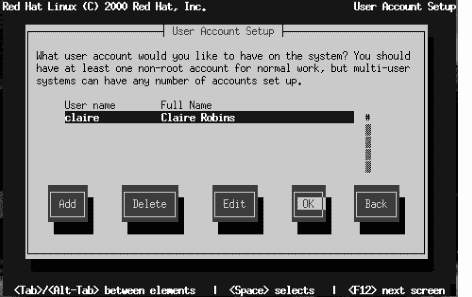 Red Hat Linux (C) 2000 Red Hat, Inc. User Account Setup
User Account Setup
What user account would you like to have on the system? You should
have at least one non-root account for normal work, but multi-user
systems can have any number of accounts set up.
User name Full Name
claire Claire Robins #
Add Delete Edit OK Back
<Tab>/<Alt-Tab> between elements | <Space> selects | <F12> next screen